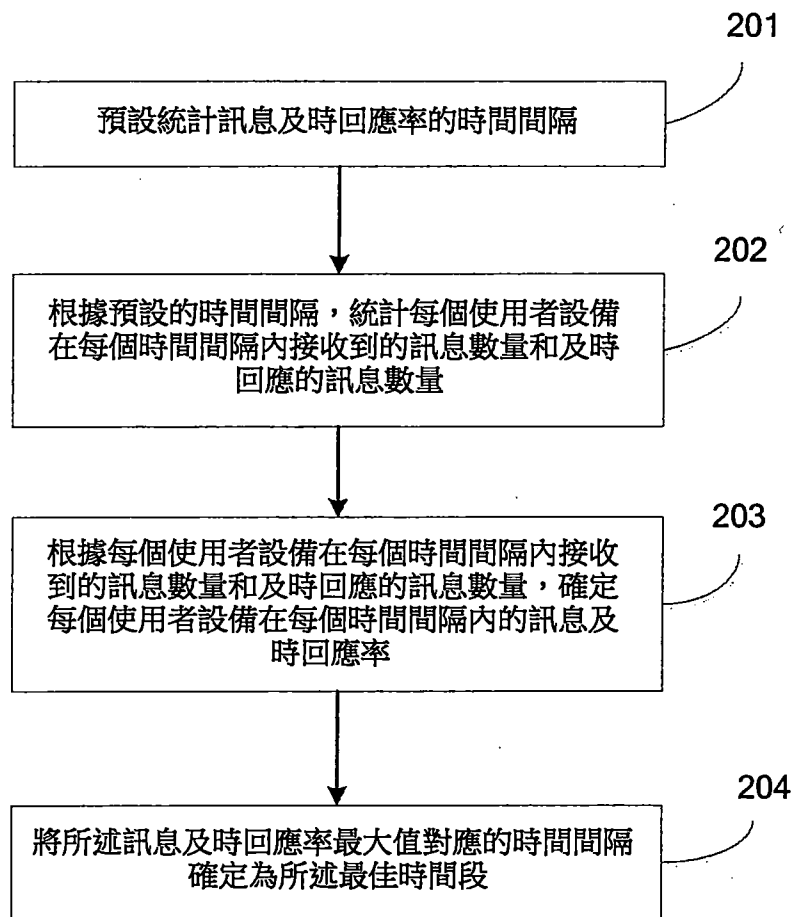 201
預設統計訊息及時回應率的時間間隔
202
根據預設的時間間隔，統計每個使用者設備
在每個時間間隔內接收到的訊息數量和及時
回應的訊息數量
203
根據每個使用者設備在每個時間間隔內接收
到的訊息數量和及時回應的訊息數量，確定
每個使用者設備在每個時間間隔內的訊息及
時回應率
204
將所述訊息及時回應率最大值對應的時間間隔
確定為所述最佳時間段